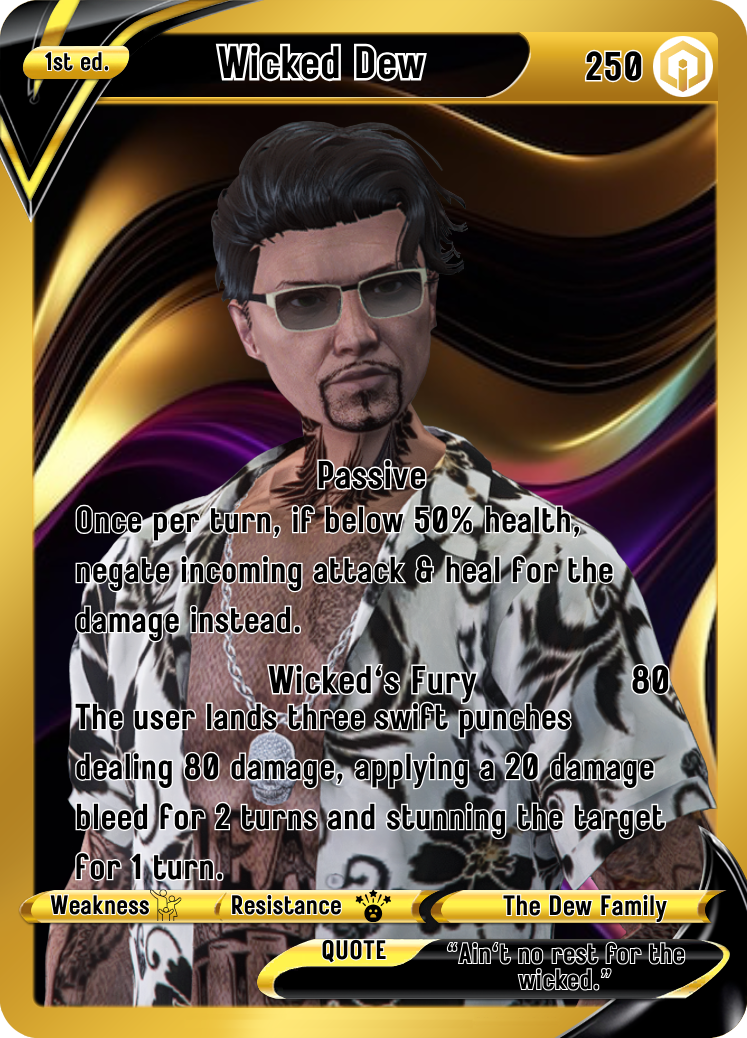 1st ed.
Wicked Dew
250
Passive
Once per turn, if below 50% health,
negate incoming attack & heal for the
damage instead.
Wicked's Fury 80
The user lands three swift punches
dealing 80 damage, applying a 20 damage
bleed for 2 turns and stunning the target
for 1 turn.
Weakness
Resistance
The Dew Family
QUOTE
“Ain't no rest for the
wicked.”